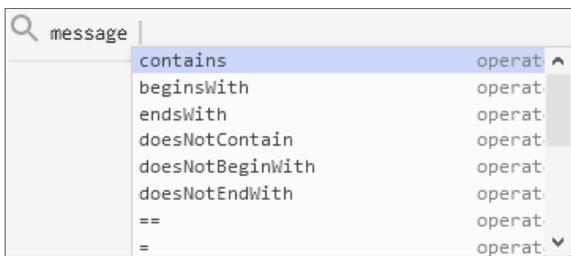 message
contains operat
beginsWith operat
endsWith operat
doesNotContain operat
doesNotBeginWith operat
doesNotEndWith operat
== operat
= operat